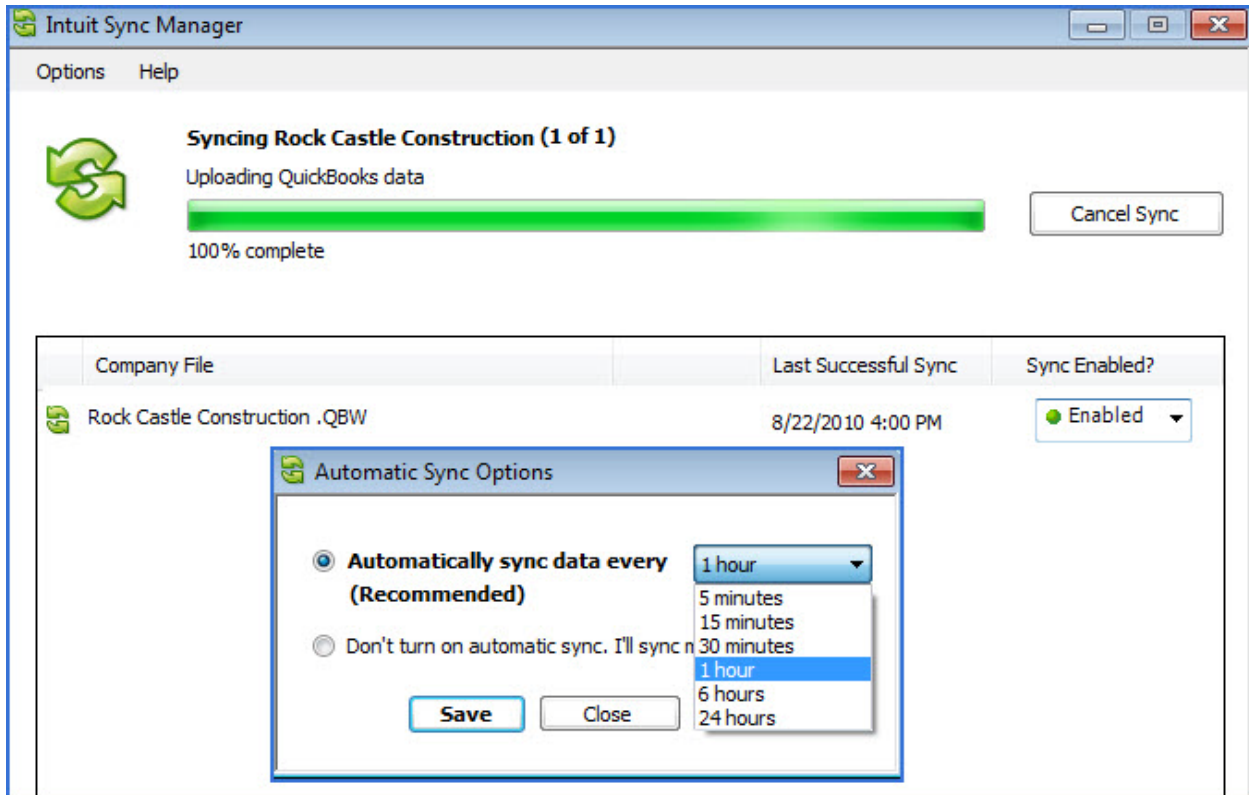 Intuit Sync Manager
Options Help
Syncing Rock Castle Construction (1 of 1)
Uploading QuickBooks data
Cancel Sync
100% complete
Company File Last Successful Sync Sync Enabled?
Rock Castle Construction .QBW 8/22/2010 4:00 PM Enabled
Automatic Sync Options
Automatically sync data every 1 hour
(Recommended)
5 minutes
15 minutes
Don't turn on automatic sync. I'll sync 30 minutes
1 hour
6 hours
Save Close 24 hours